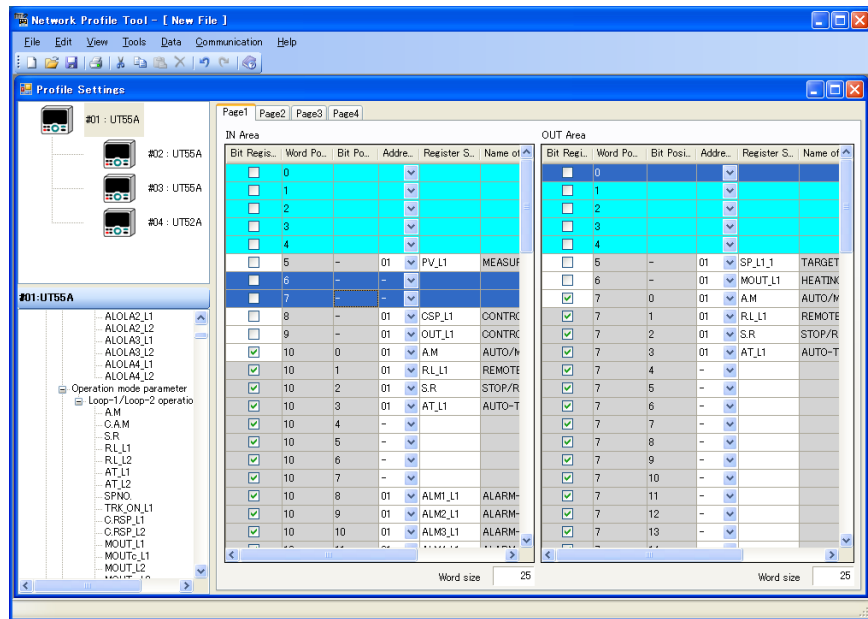 Network Profile Tool - [ New File ]
File Edit View Tools Data Communication Help
Profile Settings
#01 : UT55A
#02 : UT55A
#03 : UT55A
#04 : UT52A
#01:UT55A
ALOLA2_L1
ALOLA2_L2
ALOLA3_L1
ALOLA3_L2
ALOLA4_L1
ALOLA4_L2
Operation mode parameter
Loop-1/Loop-2 operatio
A.M
C.A.M
S.R
R.L_L1
R.L_L2
AT_L1
AT_L2
SPNO.
TRK_ON_L1
C.RSP_L1
C.RSP_L2
MOUT_L1
MOUTc_L1
MOUT_L2
Page1 Page2 Page3 Page4
IN Area
Bit Regis... Word Po... Bit Po... Addre... Register S... Name of
0
1
2
3
4
5 - 01 PV_L1 MEASUF
6 - -
7 - -
8 - 01 CSP_L1 CONTRC
9 - 01 OUT_L1 CONTRC
10 0 01 A.M AUTO/M
10 1 01 R.L_L1 REMOTE
10 2 01 S.R STOP/R
10 3 01 AT_L1 AUTO-T
10 4 -
10 5 -
10 6 -
10 7 -
10 8 01 ALM1_L1 ALARM-
10 9 01 ALM2_L1 ALARM-
10 10 01 ALM3_L1 ALARM-
Word size 25
OUT Area
Bit Regi... Word Po... Bit Posi... Addre... Register S... Name of
0
1
2
3
4
5 - 01 SP_L1_1 TARGET
6 - 01 MOUT_L1 HEATING
7 0 01 A.M AUTO/M
7 1 01 R.L_L1 REMOTE
7 2 01 S.R STOP/R
7 3 01 AT_L1 AUTO-T
7 4 -
7 5 -
7 6 -
7 7 -
7 8 -
7 9 -
7 10 -
7 11 -
7 12 -
7 13 -
Word size 25